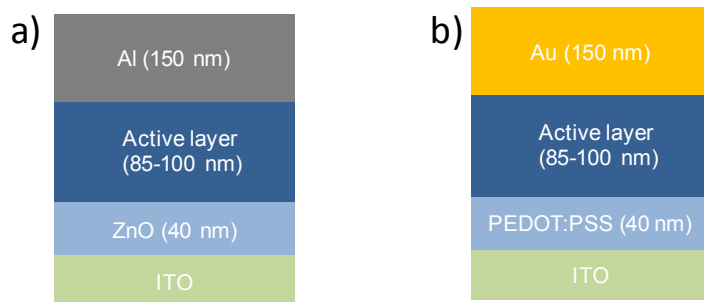 a)
Al (150 nm)
Active layer
(85-100 nm)
ZnO (40 nm)
ITO
b)
Au (150 nm)
Active layer
(85-100 nm)
PEDOT:PSS (40 nm)
ITO